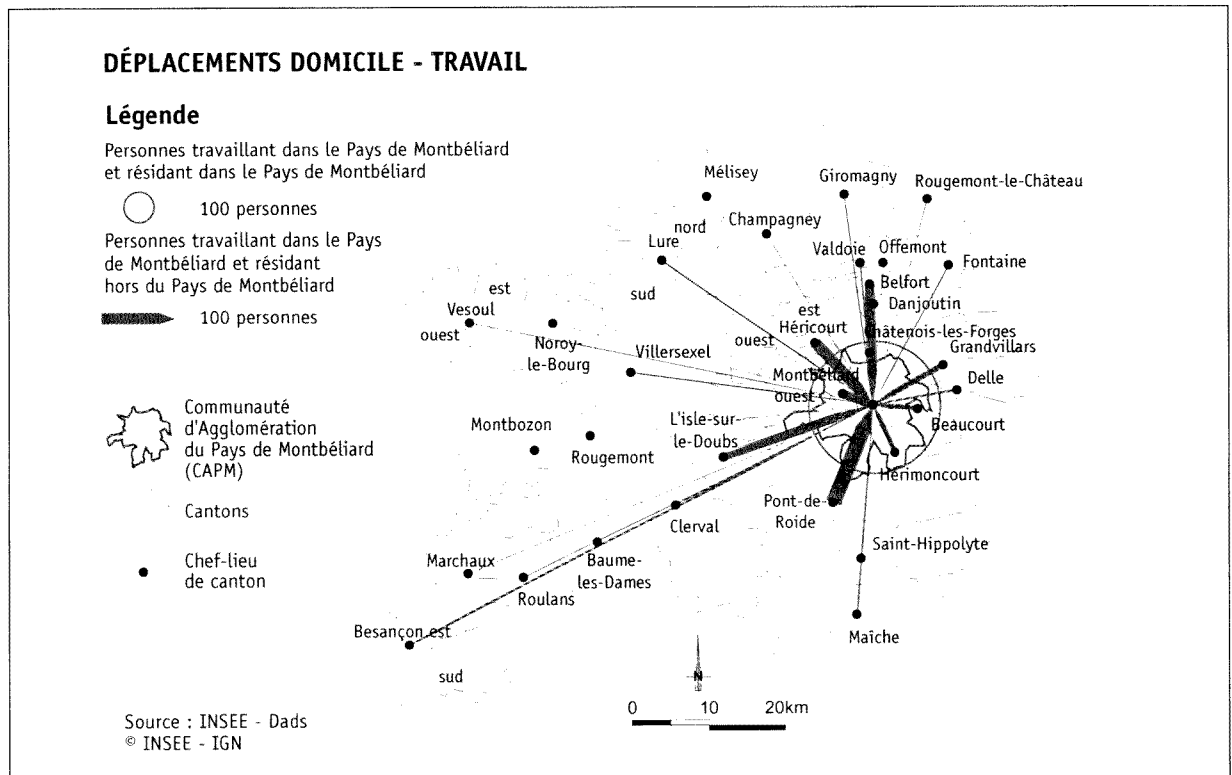 DÉPLACEMENTS DOMICILE - TRAVAIL
Légende
Personnes travaillant dans le Pays de Montbéliard
et résidant dans le Pays de Montbéliard
100 personnes
Personnes travaillant dans le Pays
de Montbéliard et résidant
hors du Pays de Montbéliard
100 personnes
Communauté
d'Agglomération
du Pays de Montbéliard
(CAPM)
Cantons
Chef-lieu
de canton
Source : INSEE - Dads
© INSEE - IGN
Mélisey
Giromagny
Rougemont-le-Château
nord
Champagney
Lure
Valdoie
Offemont
Fontaine
Belfort
est
sud
Danjoutin
Vesoul
est
ouest
Héricourt
Châtenois-les-Forges
ouest
Noroy-
le-Bourg
Villersexel
Grandvillars
Montbéliard
Delle
ouest
L'isle-sur-
le-Doubs
Beaucourt
Montbozon
Rougemont
Hérimoncourt
Pont-de-
Roide
Clerval
Saint-Hippolyte
Marchaux
Baume-
les-Dames
Roulans
Besançon est
Maîche
sud
N
0 10 20km